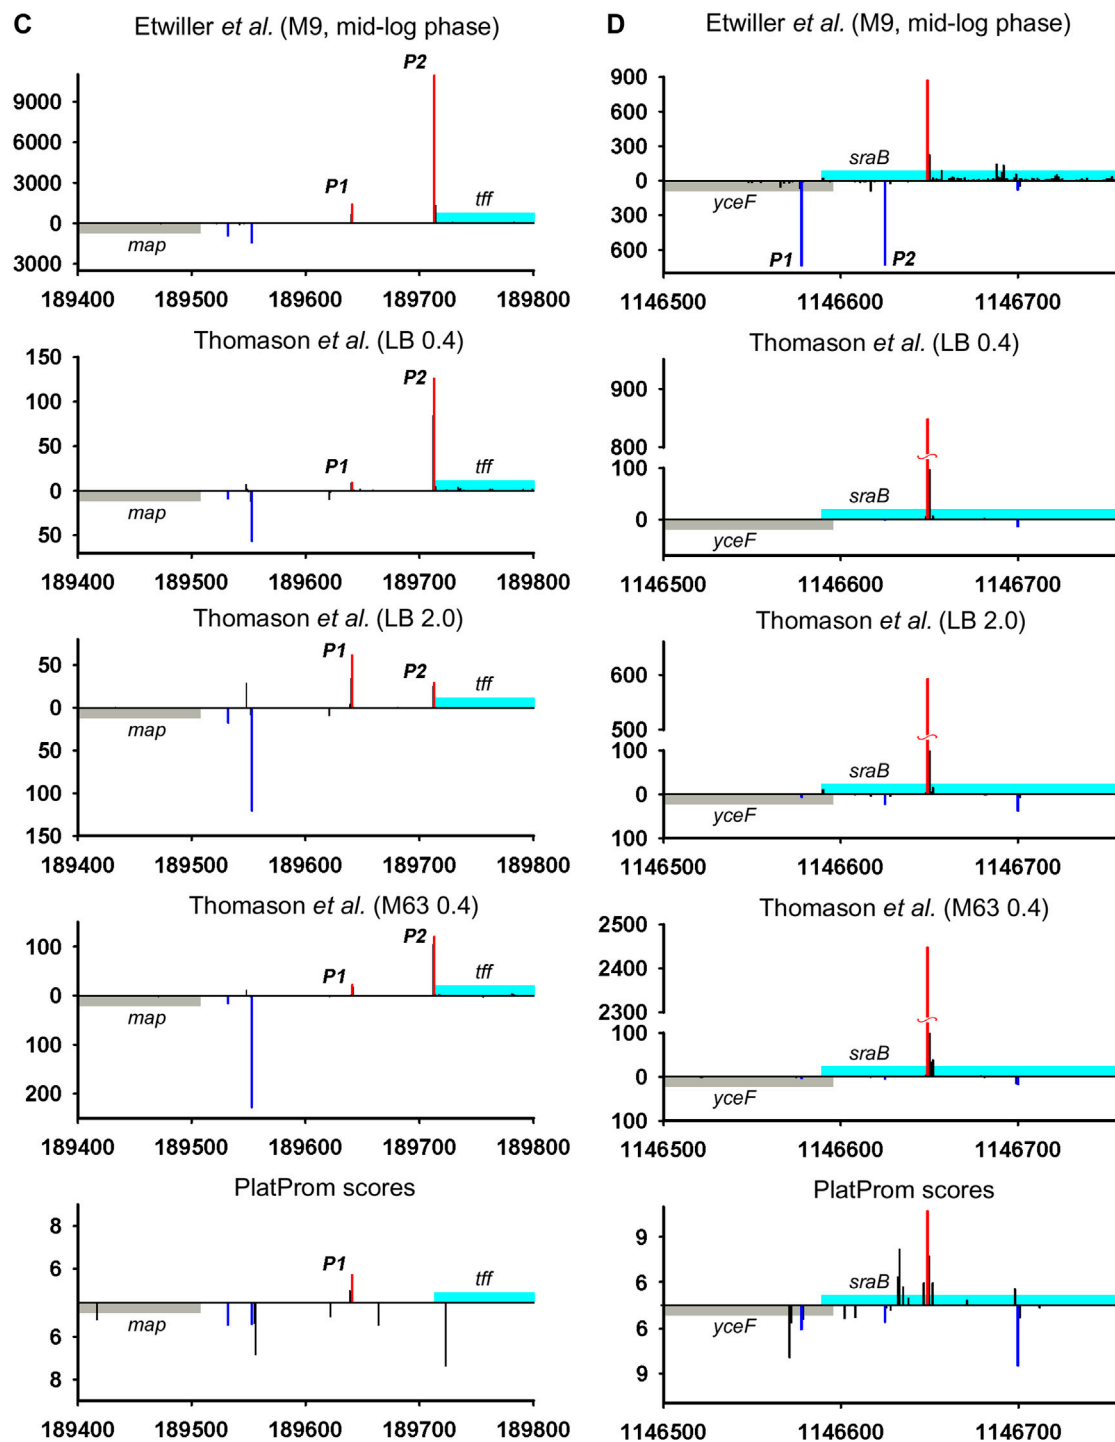 C
Etwiller et al. (M9, mid-log phase)
9000
6000
3000
0
3000
P1
P2
tff
map
189400 189500 189600 189700 189800
Thomason et al. (LB 0.4)
150
100
50
0
50
P1
P2
tff
map
189400 189500 189600 189700 189800
Thomason et al. (LB 2.0)
50
0
50
100
150
P1
P2
tff
map
189400 189500 189600 189700 189800
Thomason et al. (M63 0.4)
100
0
100
200
P1
P2
tff
map
189400 189500 189600 189700 189800
PlatProm scores
8
6
6
8
P1
tff
map
189400 189500 189600 189700 189800
D
Etwiller et al. (M9, mid-log phase)
900
600
300
0
300
600
sraB
yceF
P1
P2
1146500 1146600 1146700
Thomason et al. (LB 0.4)
900
800
100
0
sraB
yceF
1146500 1146600 1146700
Thomason et al. (LB 2.0)
600
500
100
0
100
sraB
yceF
1146500 1146600 1146700
Thomason et al. (M63 0.4)
2500
2400
2300
100
0
100
sraB
yceF
1146500 1146600 1146700
PlatProm scores
9
6
6
9
sraB
yceF
1146500 1146600 1146700